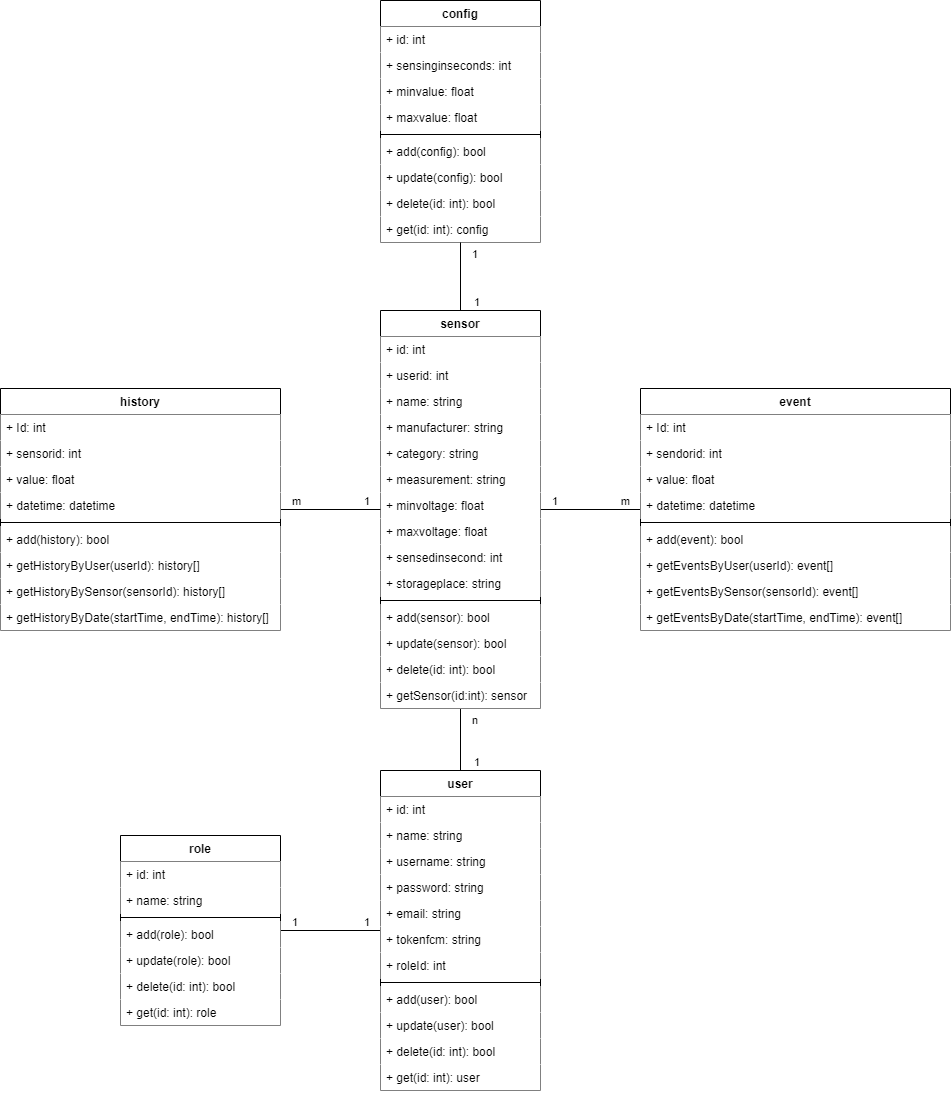 config
+ id: int
+ sensinginseconds: int
+ minvalue: float
+ maxvalue: float
+ add(config): bool
+ update(config): bool
+ delete(id: int): bool
+ get(id: int): config
1
1
sensor
+ id: int
+ userid: int
+ name: string
+ manufacturer: string
+ category: string
+ measurement: string
+ minvoltage: float
+ maxvoltage: float
+ sensedinsecond: int
+ storageplace: string
+ add(sensor): bool
+ update(sensor): bool
+ delete(id: int): bool
+ getSensor(id:int): sensor
history
+ Id: int
+ sensorid: int
+ value: float
+ datetime: datetime
+ add(history): bool
+ getHistoryByUser(userId): history[]
+ getHistoryBySensor(sensorId): history[]
+ getHistoryByDate(startTime, endTime): history[]
m
1
1
m
event
+ Id: int
+ sendorid: int
+ value: float
+ datetime: datetime
+ add(event): bool
+ getEventsByUser(userId): event[]
+ getEventsBySensor(sensorId): event[]
+ getEventsByDate(startTime, endTime): event[]
n
1
user
+ id: int
+ name: string
+ username: string
+ password: string
+ email: string
+ tokenfcm: string
+ roleId: int
+ add(user): bool
+ update(user): bool
+ delete(id: int): bool
+ get(id: int): user
role
+ id: int
+ name: string
+ add(role): bool
+ update(role): bool
+ delete(id: int): bool
+ get(id: int): role
1
1